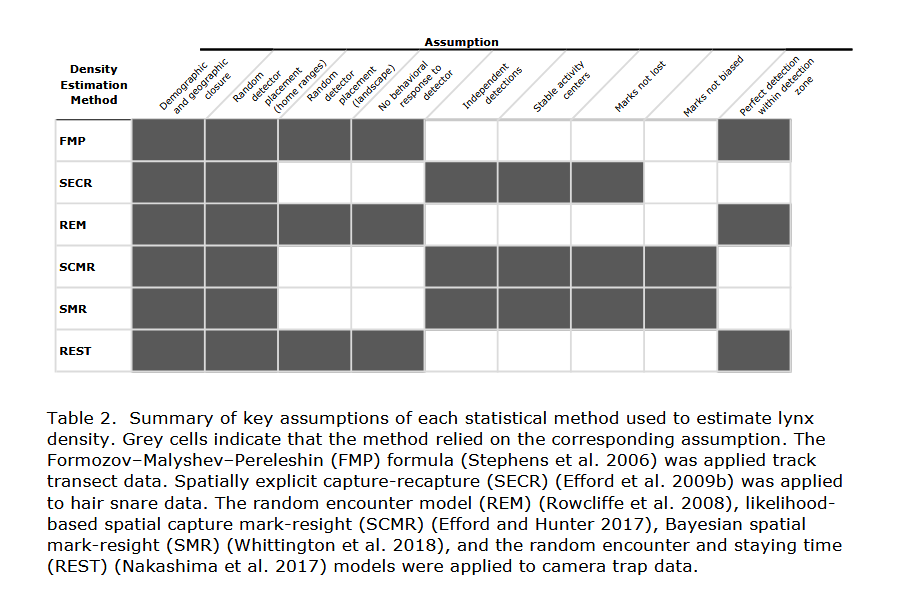 Assumption
Density
Estimation
Method
Demographic
and geographic
closure
Random
detector
placement
(home ranges)
Random
detector
placement
(landscape)
No behavioral
response to
detector
Independent
detections
Stable activity
centers
Marks not lost
Marks not biased
Perfect detection
within detection
zone
FMP
SECR
REM
SCMR
SMR
REST
Table 2.  Summary of key assumptions of each statistical method used to estimate lynx
density. Grey cells indicate that the method relied on the corresponding assumption. The
Formozov–Malyshev–Pereleshin (FMP) formula (Stephens et al. 2006) was applied track
transect data. Spatially explicit capture-recapture (SECR) (Efford et al. 2009b) was applied
to hair snare data. The random encounter model (REM) (Rowcliffe et al. 2008), likelihood-
based spatial capture mark-resight (SCMR) (Efford and Hunter 2017), Bayesian spatial
mark-resight (SMR) (Whittington et al. 2018), and the random encounter and staying time
(REST) (Nakashima et al. 2017) models were applied to camera trap data.